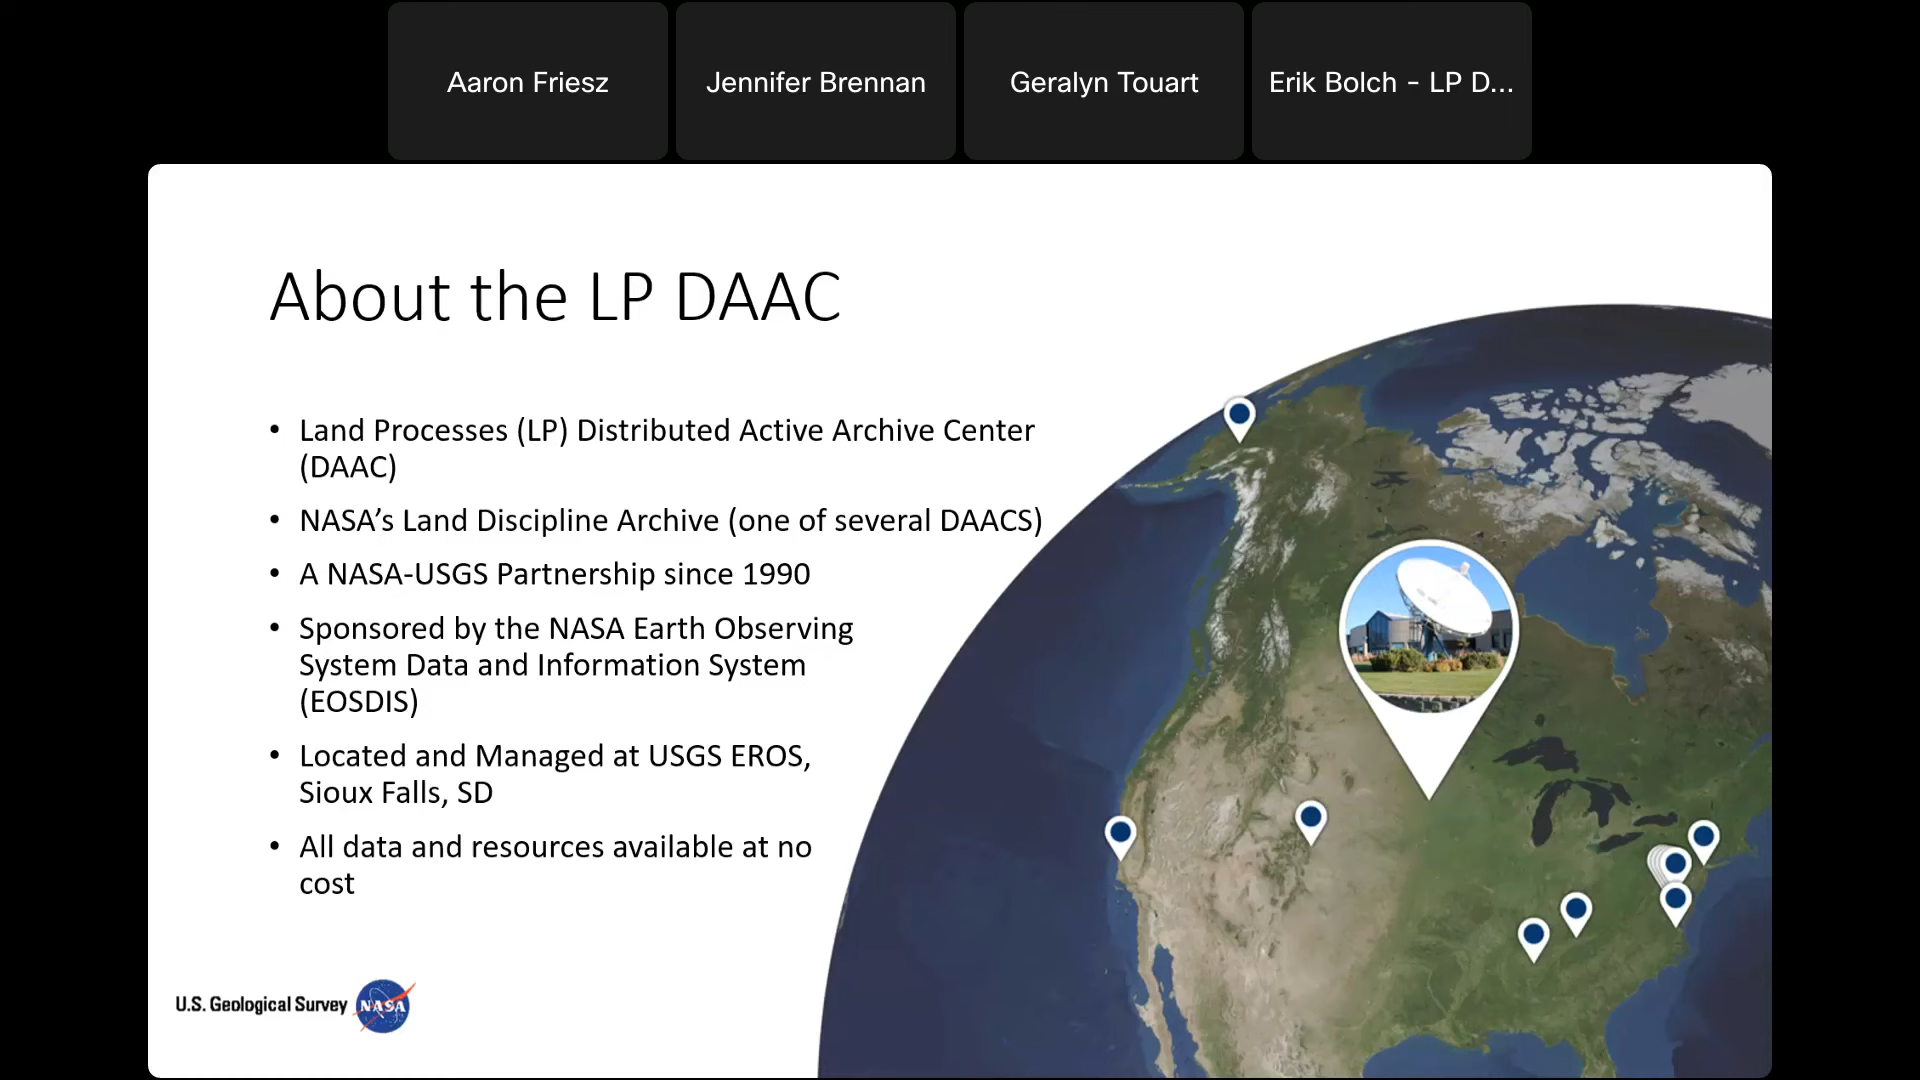 Aaron Friesz
Jennifer Brennan
Geralyn Touart
Erik Bolch - LP D...
About the LP DAAC
• Land Processes (LP) Distributed Active Archive Center
(DAAC)
• NASA’s Land Discipline Archive (one of several DAACS)
• A NASA-USGS Partnership since 1990
• Sponsored by the NASA Earth Observing
System Data and Information System
(EOSDIS)
• Located and Managed at USGS EROS,
Sioux Falls, SD
• All data and resources available at no
cost
U.S. Geological Survey
NASA